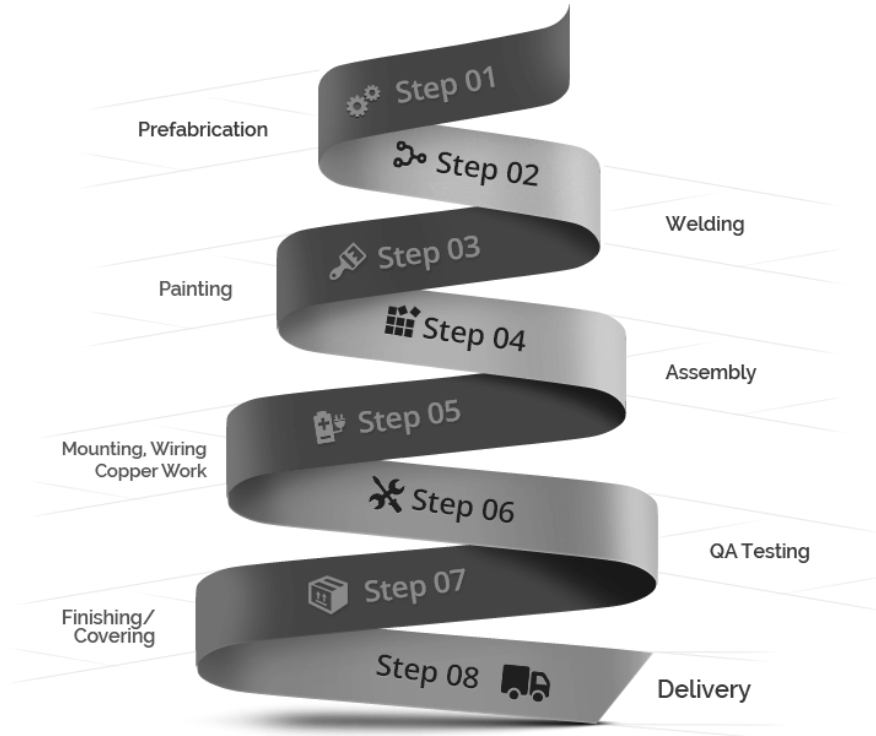 Step 01
Prefabrication
Step 02
Welding
Step 03
Painting
Step 04
Assembly
Step 05
Mounting, Wiring
Copper Work
Step 06
QA Testing
Step 07
Finishing/
Covering
Step 08
Delivery